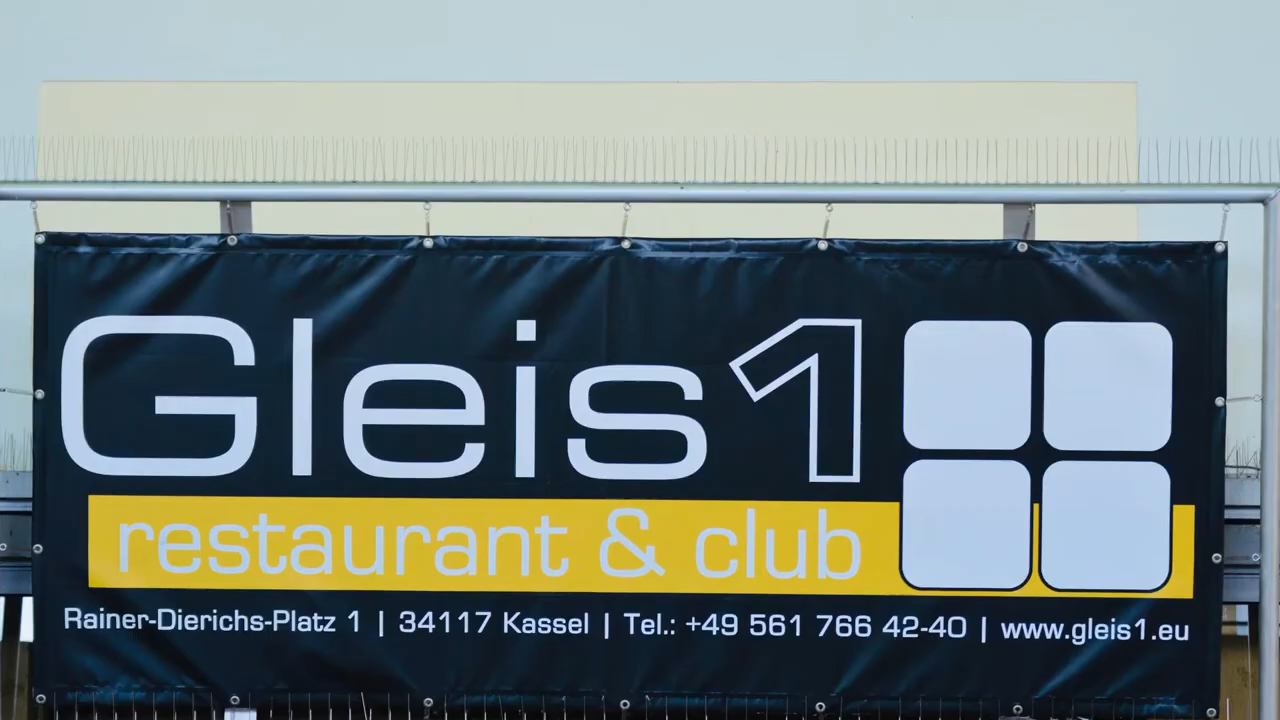 Gleis1
restaurant & club
Rainer-Dierichs-Platz 1 | 34117 Kassel | Tel.: +49 561 766 42-40 | www.gleis1.eu